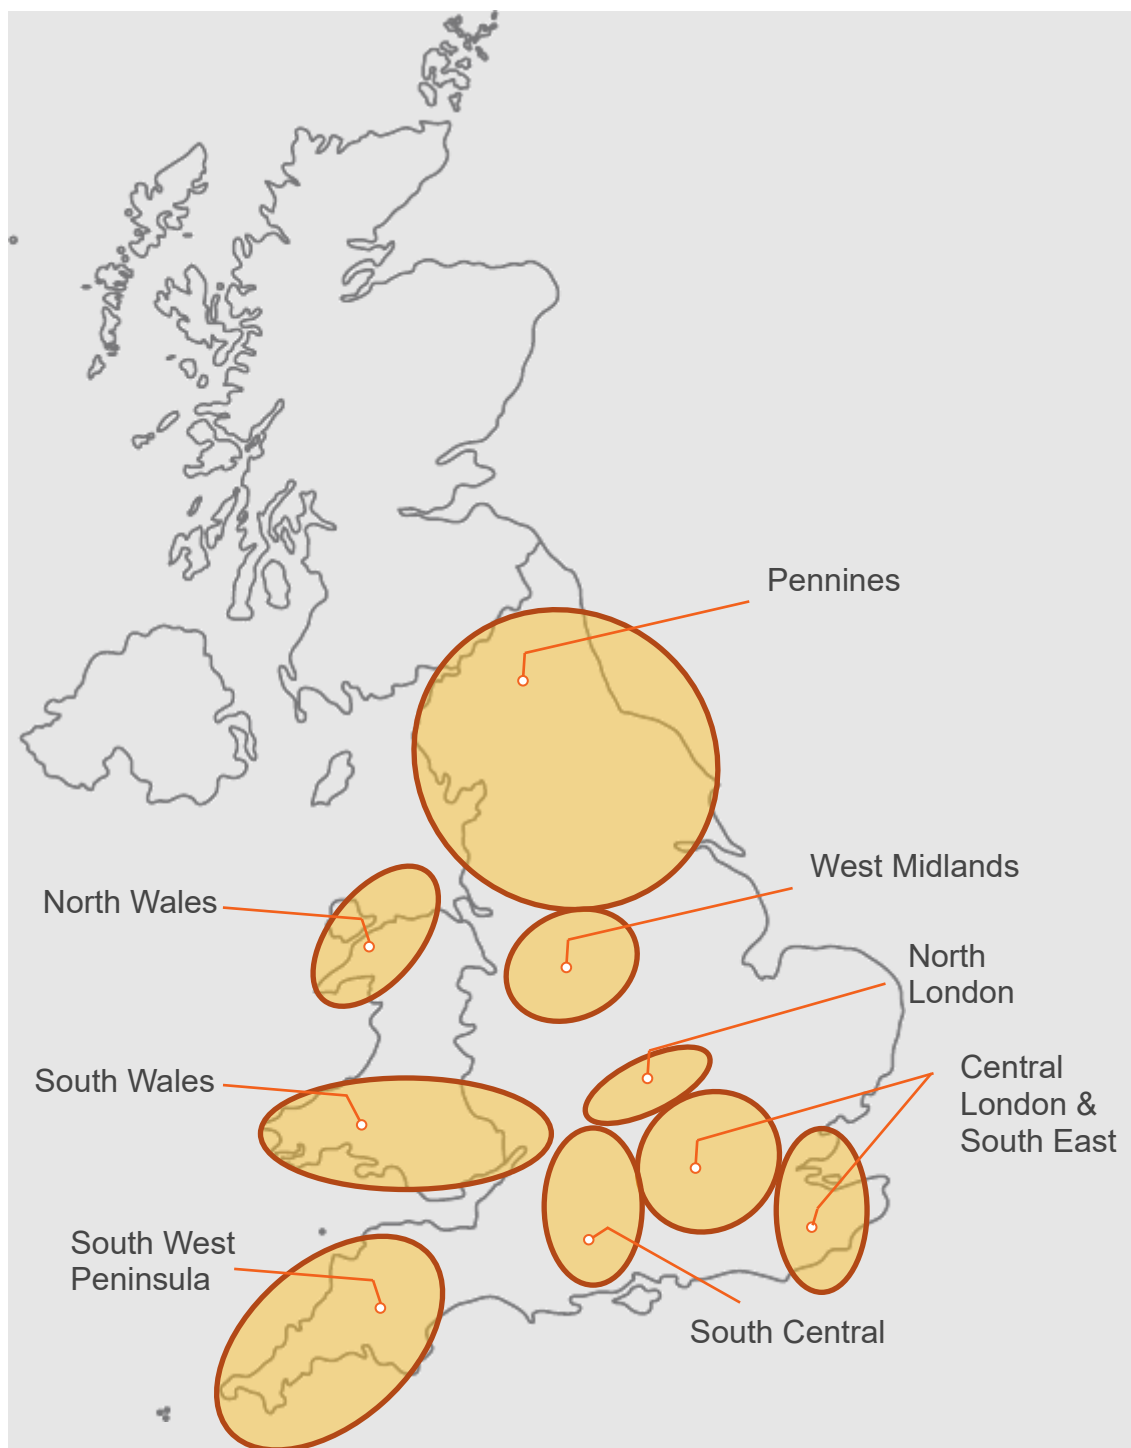 Pennines
West Midlands
North Wales
North
London
Central
London &
South East
South Wales
South West
Peninsula
South Central